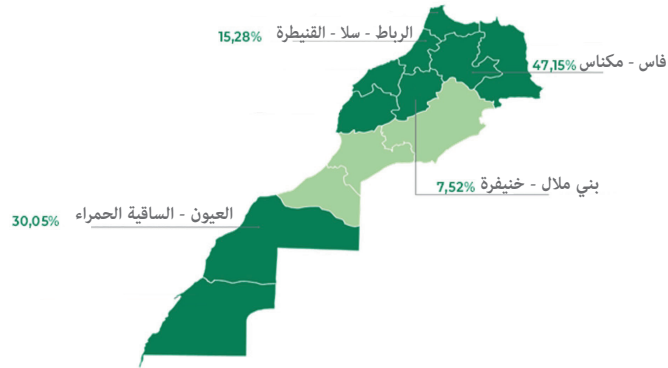 الرباط - سلا - القنيطرة 15,28%
فاس - مكناس 47,15%
بني ملال - خنيفرة 7,52%
العيون - الساقية الحمراء 30,05%